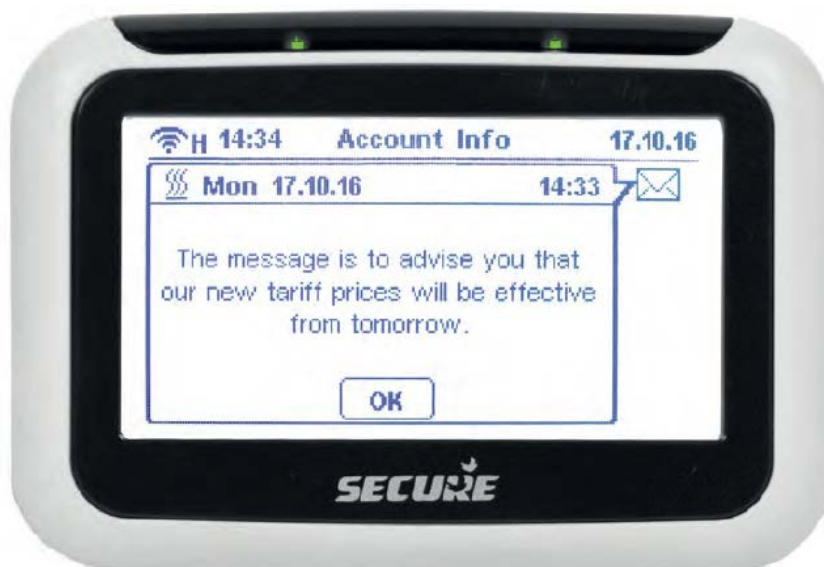 H 14:34 Account Info 17.10.16
Mon 17.10.16 14:33
The message is to advise you that
our new tariff prices will be effective
from tomorrow.
OK
SECURE